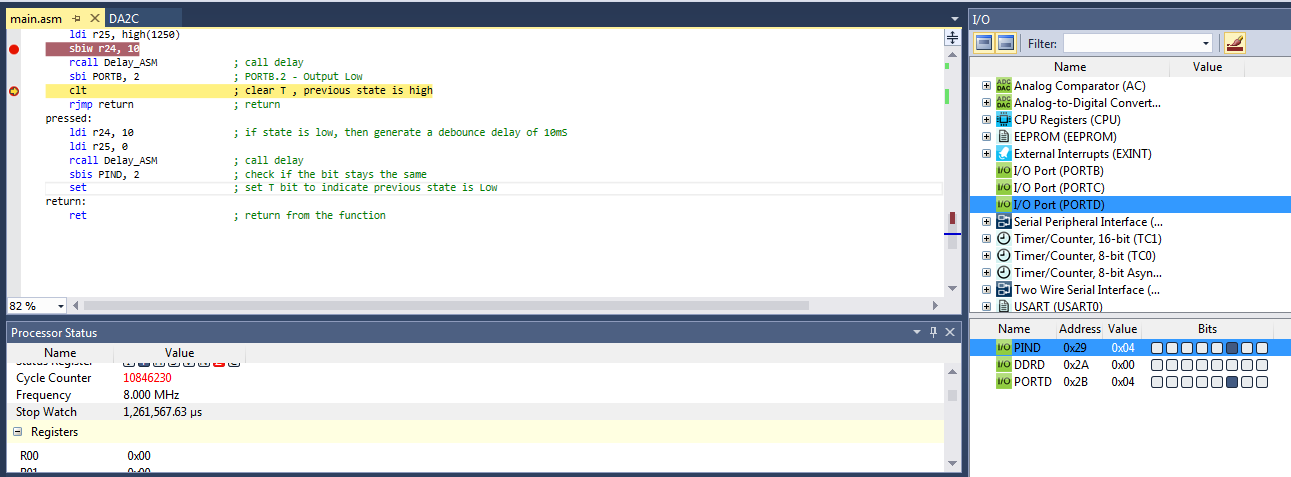 main.asm DA2C
ldi r25, high(1250)
sbiw r24, 10
rcall Delay_ASM ; call delay
sbi PORTB, 2 ; PORTB.2 - Output Low
clt ; clear T , previous state is high
rjmp return ; return
pressed:
ldi r24, 10 ; if state is low, then generate a debounce delay of 10mS
ldi r25, 0
rcall Delay_ASM ; call delay
sbis PIND, 2 ; check if the bit stays the same
set ; set T bit to indicate previous state is Low
return:
ret ; return from the function
82 %
Processor Status
Name Value
Status Register
Cycle Counter 10846230
Frequency 8.000 MHz
Stop Watch 1,261,567.63 µs
Registers
R00 0x00
R01 0x00
I/O
Filter:
Name Value
Analog Comparator (AC)
Analog-to-Digital Convert...
CPU Registers (CPU)
EEPROM (EEPROM)
External Interrupts (EXINT)
I/O Port (PORTB)
I/O Port (PORTC)
I/O Port (PORTD)
Serial Peripheral Interface (...
Timer/Counter, 16-bit (TC1)
Timer/Counter, 8-bit (TC0)
Timer/Counter, 8-bit Asyn...
Two Wire Serial Interface (...
USART (USART0)
Name Address Value Bits
I/O PIND 0x29 0x04
I/O DDRD 0x2A 0x00
I/O PORTD 0x2B 0x04